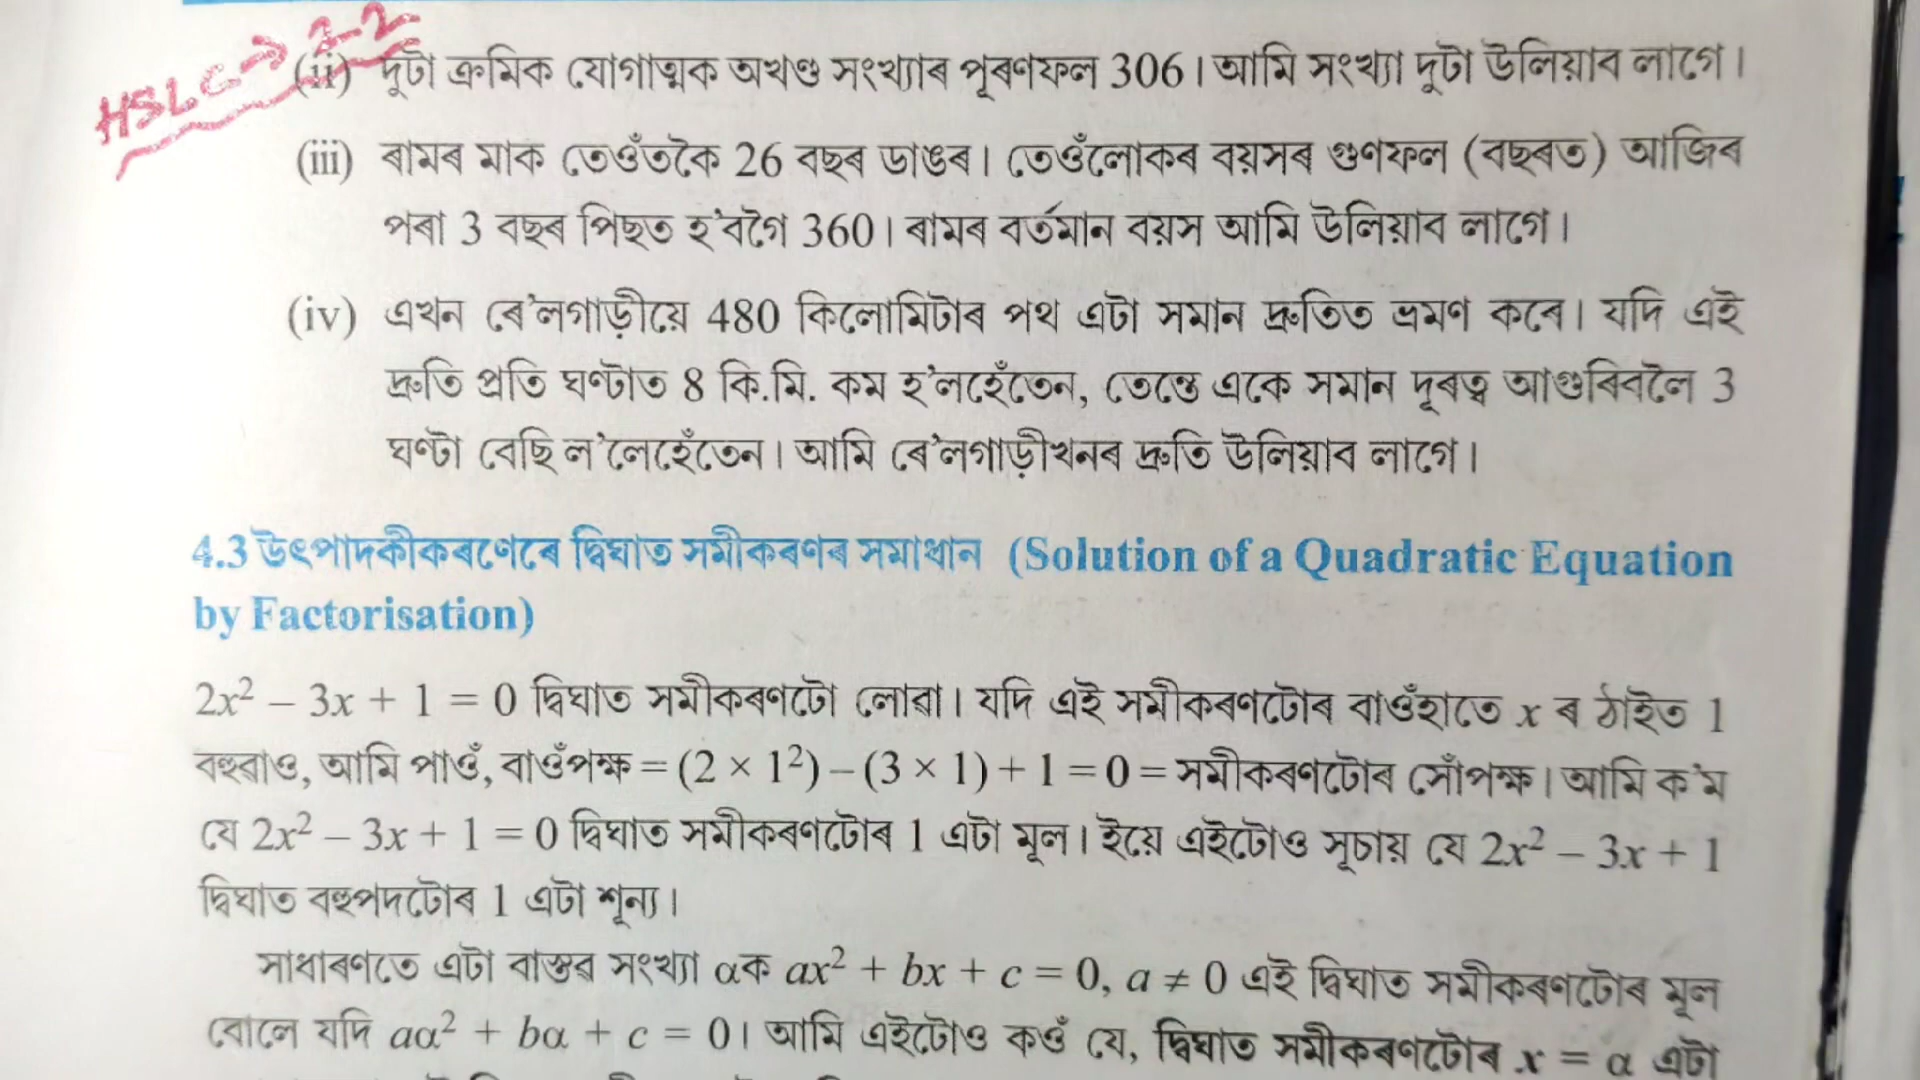 HSLC → 2-2
(ii) দুটা ক্ৰমিক যোগাত্মক অখণ্ড সংখ্যাৰ পূৰণফল 306। আমি সংখ্যা দুটা উলিয়াব লাগে।
(iii) ৰামৰ মাক তেওঁতকৈ 26 বছৰ ডাঙৰ। তেওঁলোকৰ বয়সৰ গুণফল (বছৰত) আজিৰ
পৰা 3 বছৰ পিছত হ'বগৈ 360। ৰামৰ বৰ্তমান বয়স আমি উলিয়াব লাগে।
(iv) এখন ৰে'লগাড়ীয়ে 480 কিলোমিটাৰ পথ এটা সমান দ্ৰুতিত ভ্ৰমণ কৰে। যদি এই
দ্ৰুতি প্ৰতি ঘণ্টাত 8 কি.মি. কম হ'লহেঁতেন, তেন্তে একে সমান দূৰত্ব আগুৰিবলৈ 3
ঘণ্টা বেছি ল'লেহেঁতেন। আমি ৰে'লগাড়ীখনৰ দ্ৰুতি উলিয়াব লাগে।
4.3 উৎপাদকীকৰণেৰে দ্বিঘাত সমীকৰণৰ সমাধান (Solution of a Quadratic Equation
by Factorisation)
2x² – 3x + 1 = 0 দ্বিঘাত সমীকৰণটো লোৱা। যদি এই সমীকৰণটোৰ বাওঁহাতে x ৰ ঠাইত 1
বহুৱাও, আমি পাওঁ, বাওঁপক্ষ = (2 × 1²) – (3 × 1) + 1 = 0 = সমীকৰণটোৰ সোঁপক্ষ। আমি ক'ম
যে 2x² – 3x + 1 = 0 দ্বিঘাত সমীকৰণটোৰ 1 এটা মূল। ইয়ে এইটোও সূচায় যে 2x² – 3x + 1
দ্বিঘাত বহুপদটোৰ 1 এটা শূন্য।
সাধাৰণতে এটা বাস্তৱ সংখ্যা αক ax² + bx + c = 0, a ≠ 0 এই দ্বিঘাত সমীকৰণটোৰ মূল
বোলে যদি aα² + bα + c = 0। আমি এইটোও কওঁ যে, দ্বিঘাত সমীকৰণটোৰ x = α এটা